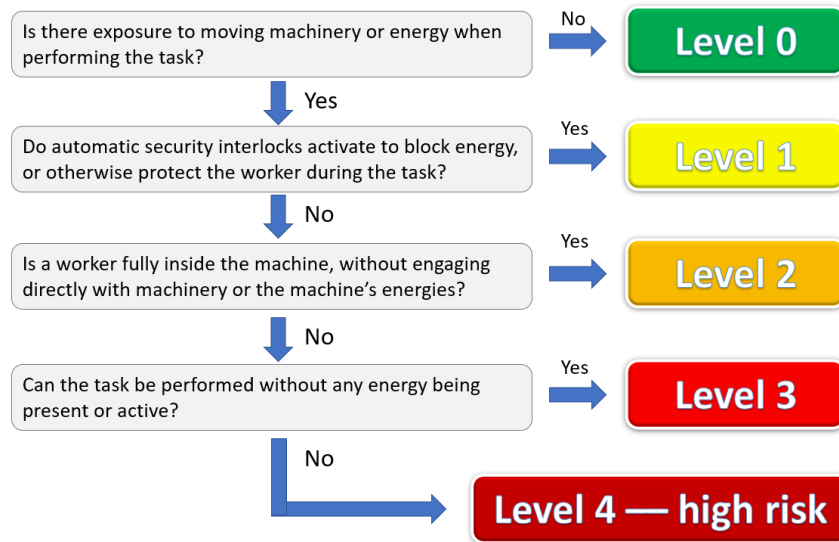 Is there exposure to moving machinery or energy when
performing the task?
No
Level 0
Yes
Do automatic security interlocks activate to block energy,
or otherwise protect the worker during the task?
Yes
Level 1
No
Is a worker fully inside the machine, without engaging
directly with machinery or the machine’s energies?
Yes
Level 2
No
Can the task be performed without any energy being
present or active?
Yes
Level 3
No
Level 4 — high risk